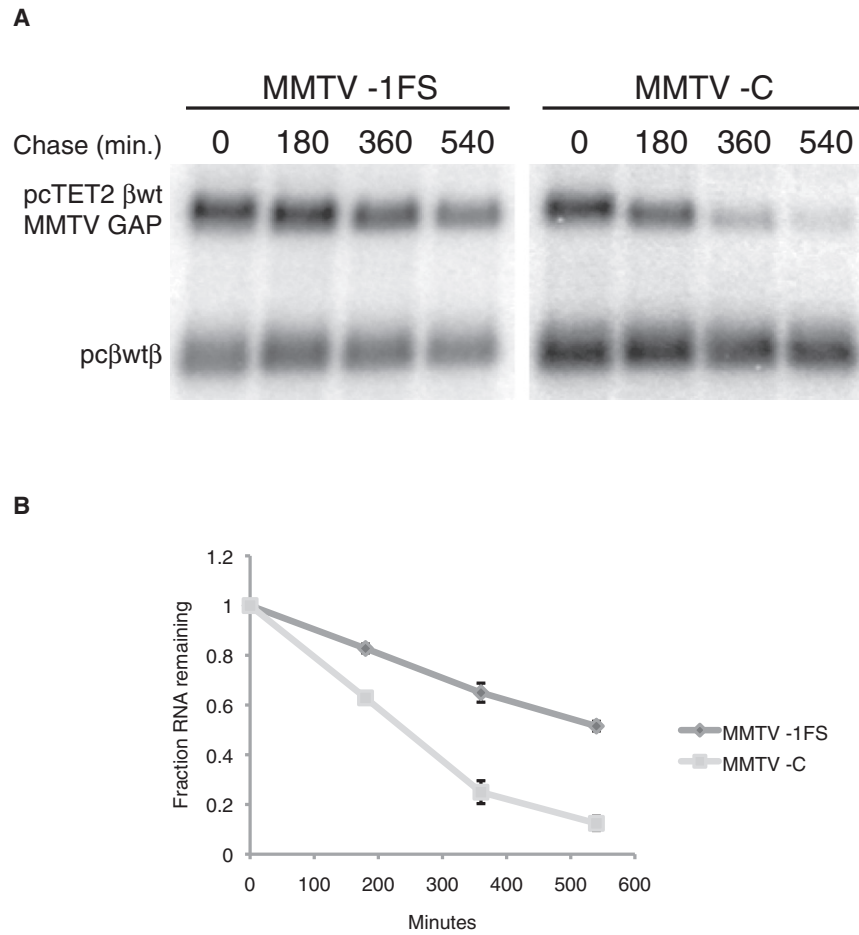 A
MMTV -1FS MMTV -C
Chase (min.) 0 180 360 540 0 180 360 540
pcTET2 βwt
MMTV GAP
pcβwtβ
B
1.2
1
0.8
0.6
0.4
0.2
0
Fraction RNA remaining
0 100 200 300 400 500 600
Minutes
MMTV -1FS
MMTV -C